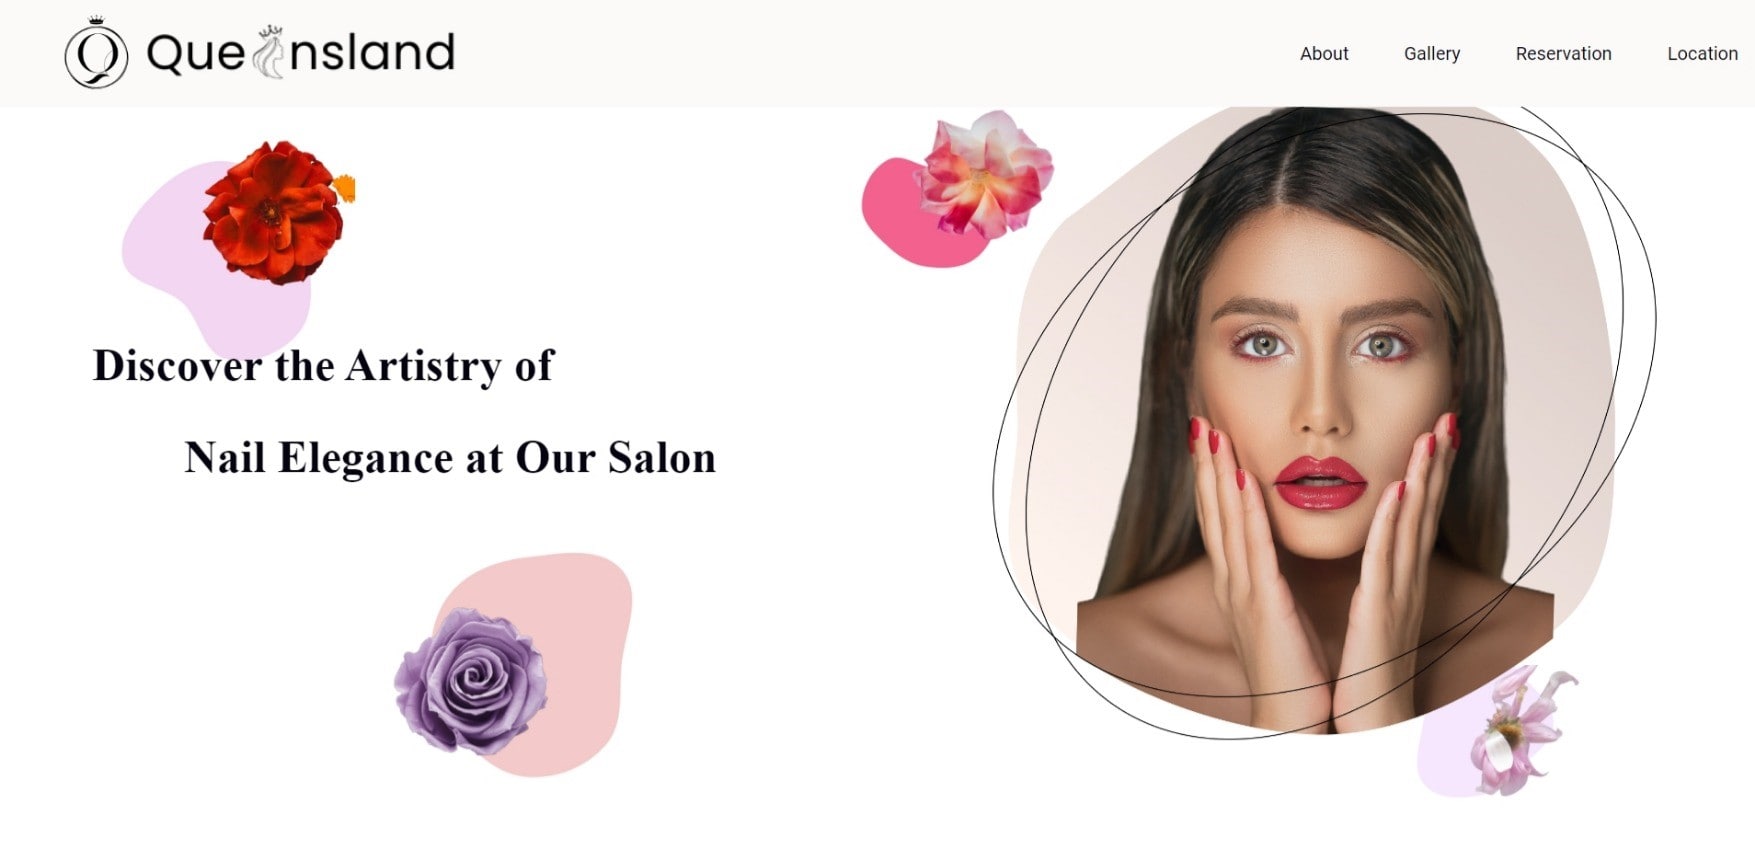 Q Queensland
About Gallery Reservation Location
Discover the Artistry of
Nail Elegance at Our Salon